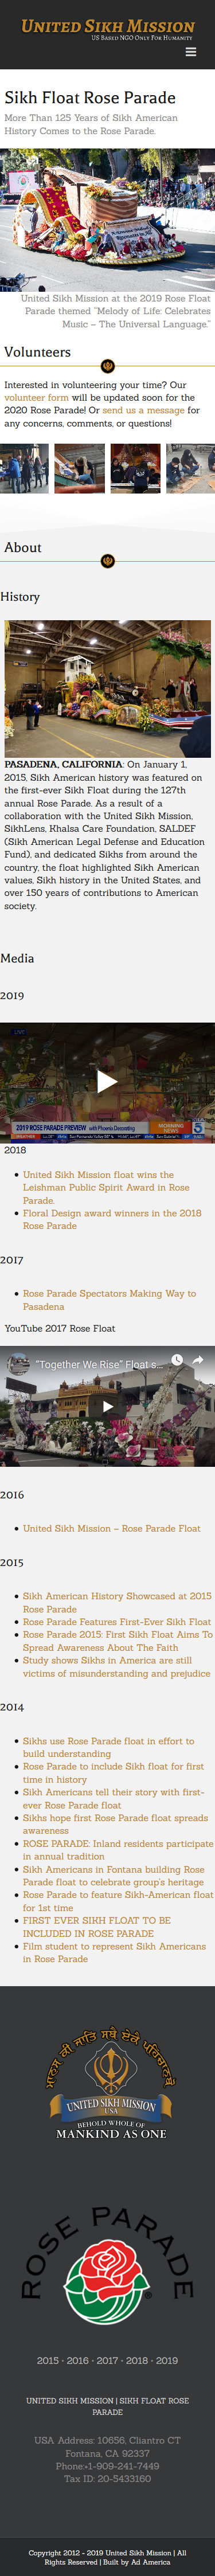 United Sikh Mission
US Based NGO Only For Humanity
Sikh Float Rose Parade
More Than 125 Years of Sikh American
History Comes to the Rose Parade.
United Sikh Mission at the 2019 Rose Float
Parade themed “Melody of Life: Celebrates
Music – The Universal Language.”
Volunteers
Interested in volunteering your time? Our
volunteer form will be updated soon for the
2020 Rose Parade! Or send us a message for
any concerns, comments, or questions!
About
History
PASADENA, CALIFORNIA: On January 1,
2015, Sikh American history was featured on
the first-ever Sikh Float during the 127th
annual Rose Parade. As a result of a
collaboration with the United Sikh Mission,
SikhLens, Khalsa Care Foundation, SALDEF
(Sikh American Legal Defense and Education
Fund), and dedicated Sikhs from around the
country, the float highlighted Sikh American
values, Sikh history in the United States, and
over 150 years of contributions to American
society.
Media
2019
LIVE
2019 ROSE PARADE PREVIEW with Phoenix Decorating
MORNING NEWS
5
2018
United Sikh Mission float wins the
Leishman Public Spirit Award in Rose
Parade.
Floral Design award winners in the 2018
Rose Parade
2017
Rose Parade Spectators Making Way to
Pasadena
YouTube 2017 Rose Float
“Together We Rise” Float s...
2016
United Sikh Mission – Rose Parade Float
2015
Sikh American History Showcased at 2015
Rose Parade
Rose Parade Features First-Ever Sikh Float
Rose Parade 2015: First Sikh Float Aims To
Spread Awareness About The Faith
Study shows Sikhs in America are still
victims of misunderstanding and prejudice
2014
Sikhs use Rose Parade float in effort to
build understanding
Rose Parade to include Sikh float for first
time in history
Sikh Americans tell their story with first-
ever Rose Parade float
Sikhs hope first Rose Parade float spreads
awareness
ROSE PARADE: Inland residents participate
in annual tradition
Sikh Americans in Fontana building Rose
Parade float to celebrate group’s heritage
Rose Parade to feature Sikh-American float
for 1st time
FIRST EVER SIKH FLOAT TO BE
INCLUDED IN ROSE PARADE
Film student to represent Sikh Americans
in Rose Parade
ਮਾਨਸ ਕੀ ਜਾਤਿ ਸਬੈ ਏਕੈ ਪਹਿਚਾਨਬੋ
UNITED SIKH MISSION
USA
BEHOLD WHOLE OF
MANKIND AS ONE
ROSE PARADE
®
2015 • 2016 • 2017 • 2018 • 2019
UNITED SIKH MISSION | SIKH FLOAT ROSE
PARADE
USA Address: 10656, Cliantro CT
Fontana, CA 92337
Phone:+1-909-241-7449
Tax ID: 20-5433160
Copyright 2012 - 2019 United Sikh Mission | All
Rights Reserved | Built by Ad America